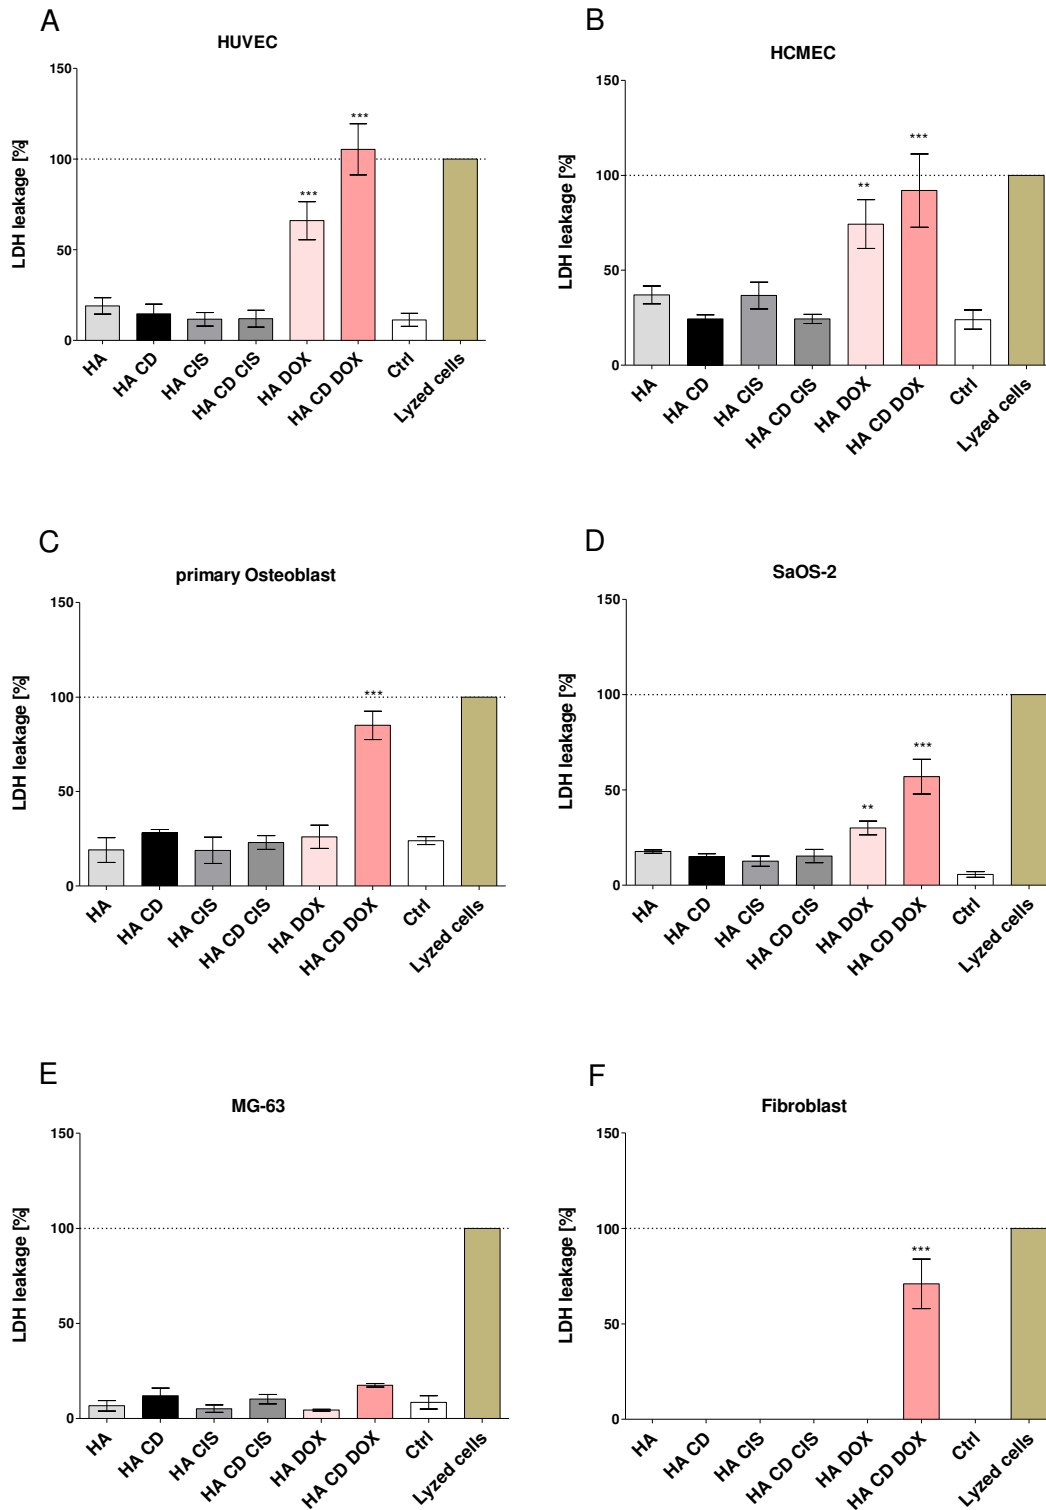 A
HUVEC
LDH leakage [%]
150
100
50
0
***
***
HA
HA CD
HA CIS
HA CD CIS
HA DOX
HA CD DOX
Ctrl
Lyzed cells
B
HCMEC
LDH leakage [%]
150
100
50
0
**
***
HA
HA CD
HA CIS
HA CD CIS
HA DOX
HA CD DOX
Ctrl
Lyzed cells
C
primary Osteoblast
LDH leakage [%]
150
100
50
0
***
HA
HA CD
HA CIS
HA CD CIS
HA DOX
HA CD DOX
Ctrl
Lyzed cells
D
SaOS-2
LDH leakage [%]
150
100
50
0
**
***
HA
HA CD
HA CIS
HA CD CIS
HA DOX
HA CD DOX
Ctrl
Lyzed cells
E
MG-63
LDH leakage [%]
150
100
50
0
HA
HA CD
HA CIS
HA CD CIS
HA DOX
HA CD DOX
Ctrl
Lyzed cells
F
Fibroblast
LDH leakage [%]
150
100
50
0
***
HA
HA CD
HA CIS
HA CD CIS
HA DOX
HA CD DOX
Ctrl
Lyzed cells